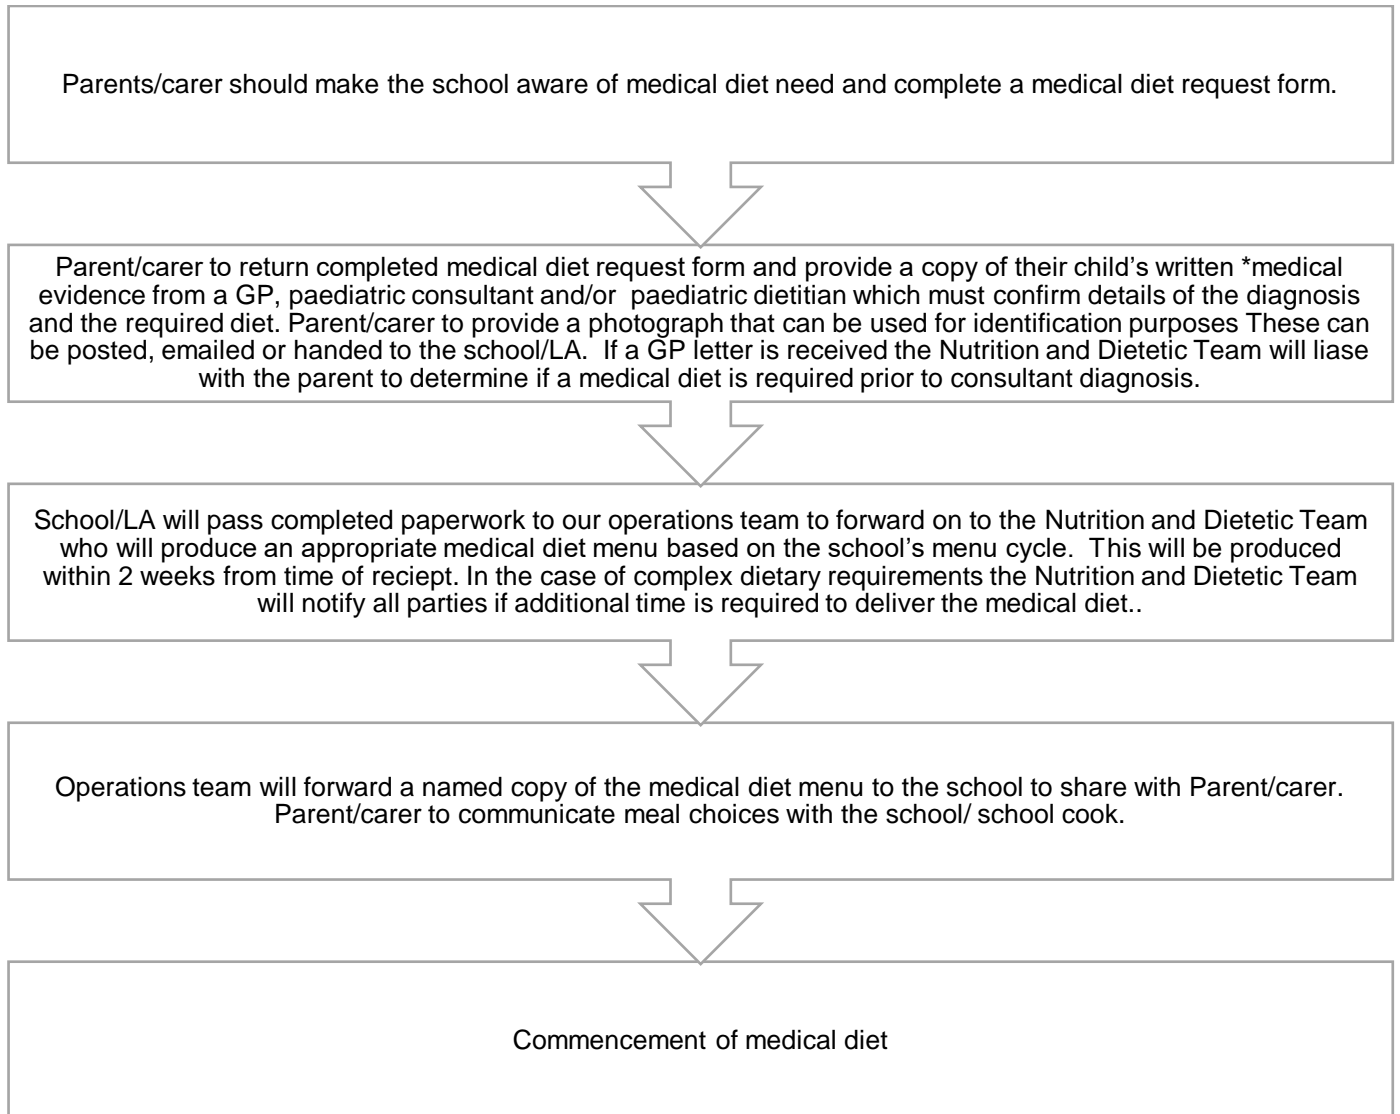 Parents/carer should make the school aware of medical diet need and complete a medical diet request form.
Parent/carer to return completed medical diet request form and provide a copy of their child’s written *medical
evidence from a GP, paediatric consultant and/or  paediatric dietitian which must confirm details of the diagnosis
and the required diet. Parent/carer to provide a photograph that can be used for identification purposes These can
be posted, emailed or handed to the school/LA.  If a GP letter is received the Nutrition and Dietetic Team will liase
with the parent to determine if a medical diet is required prior to consultant diagnosis.
School/LA will pass completed paperwork to our operations team to forward on to the Nutrition and Dietetic Team
who will produce an appropriate medical diet menu based on the school’s menu cycle.  This will be produced
within 2 weeks from time of reciept. In the case of complex dietary requirements the Nutrition and Dietetic Team
will notify all parties if additional time is required to deliver the medical diet..
Operations team will forward a named copy of the medical diet menu to the school to share with Parent/carer.
Parent/carer to communicate meal choices with the school/ school cook.
Commencement of medical diet